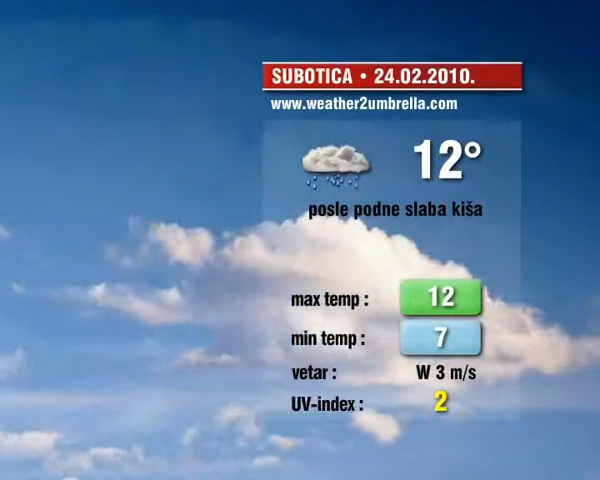 SUBOTICA • 24.02.2010.
www.weather2umbrella.com
12°
posle podne slaba kiša
max temp : 12
min temp : 7
vetar : W 3 m/s
UV-index : 2